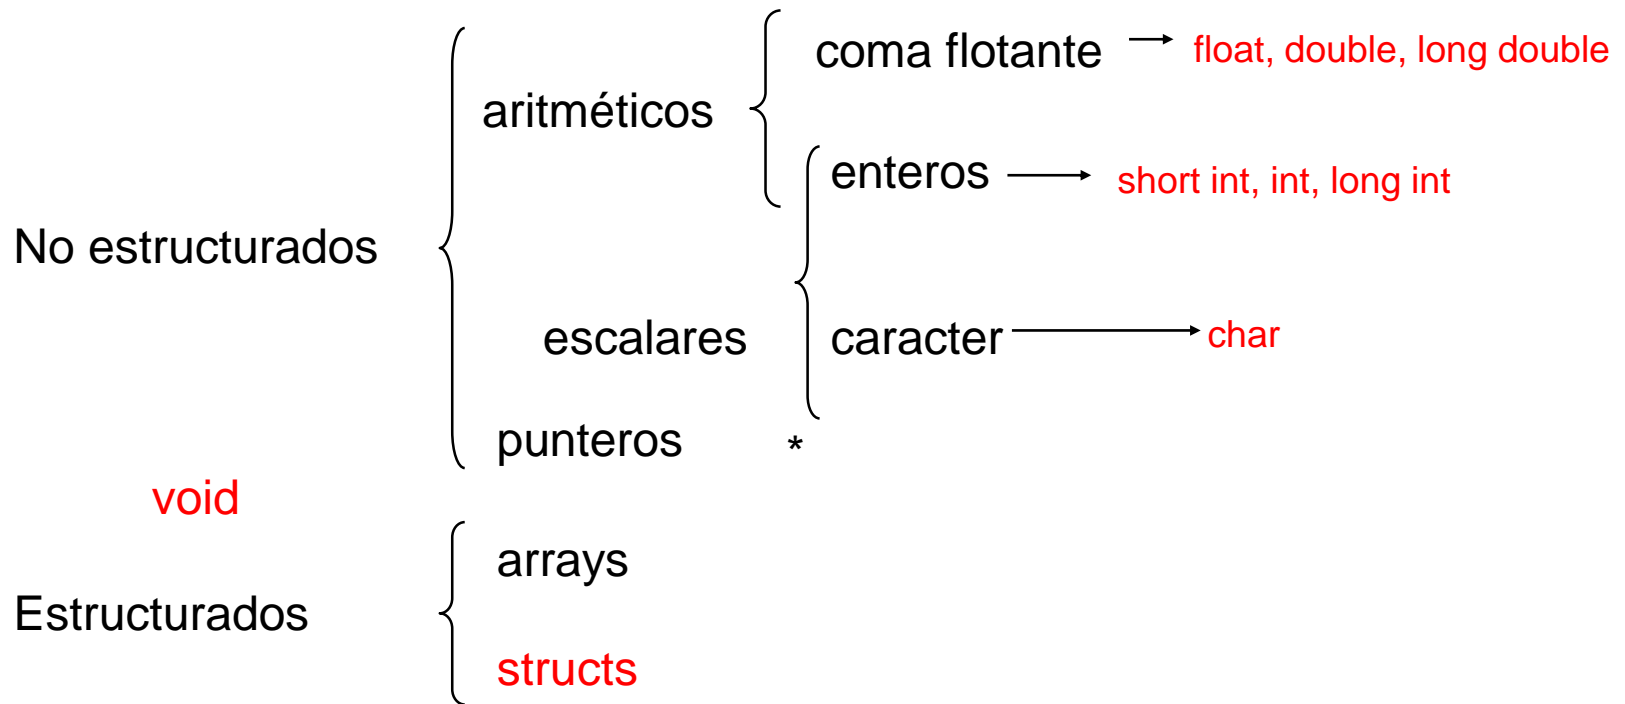 coma flotante float, double, long double
aritméticos
enteros short int, int, long int
No estructurados
escalares caracter char
punteros *
void
arrays
Estructurados
structs